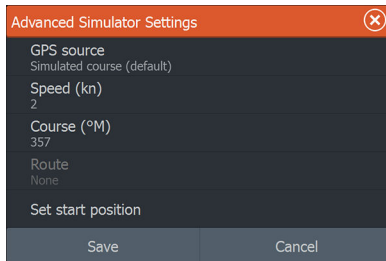 Advanced Simulator Settings
GPS source
Simulated course (default)
Speed (kn)
2
Course (°M)
357
Route
None
Set start position
Save
Cancel